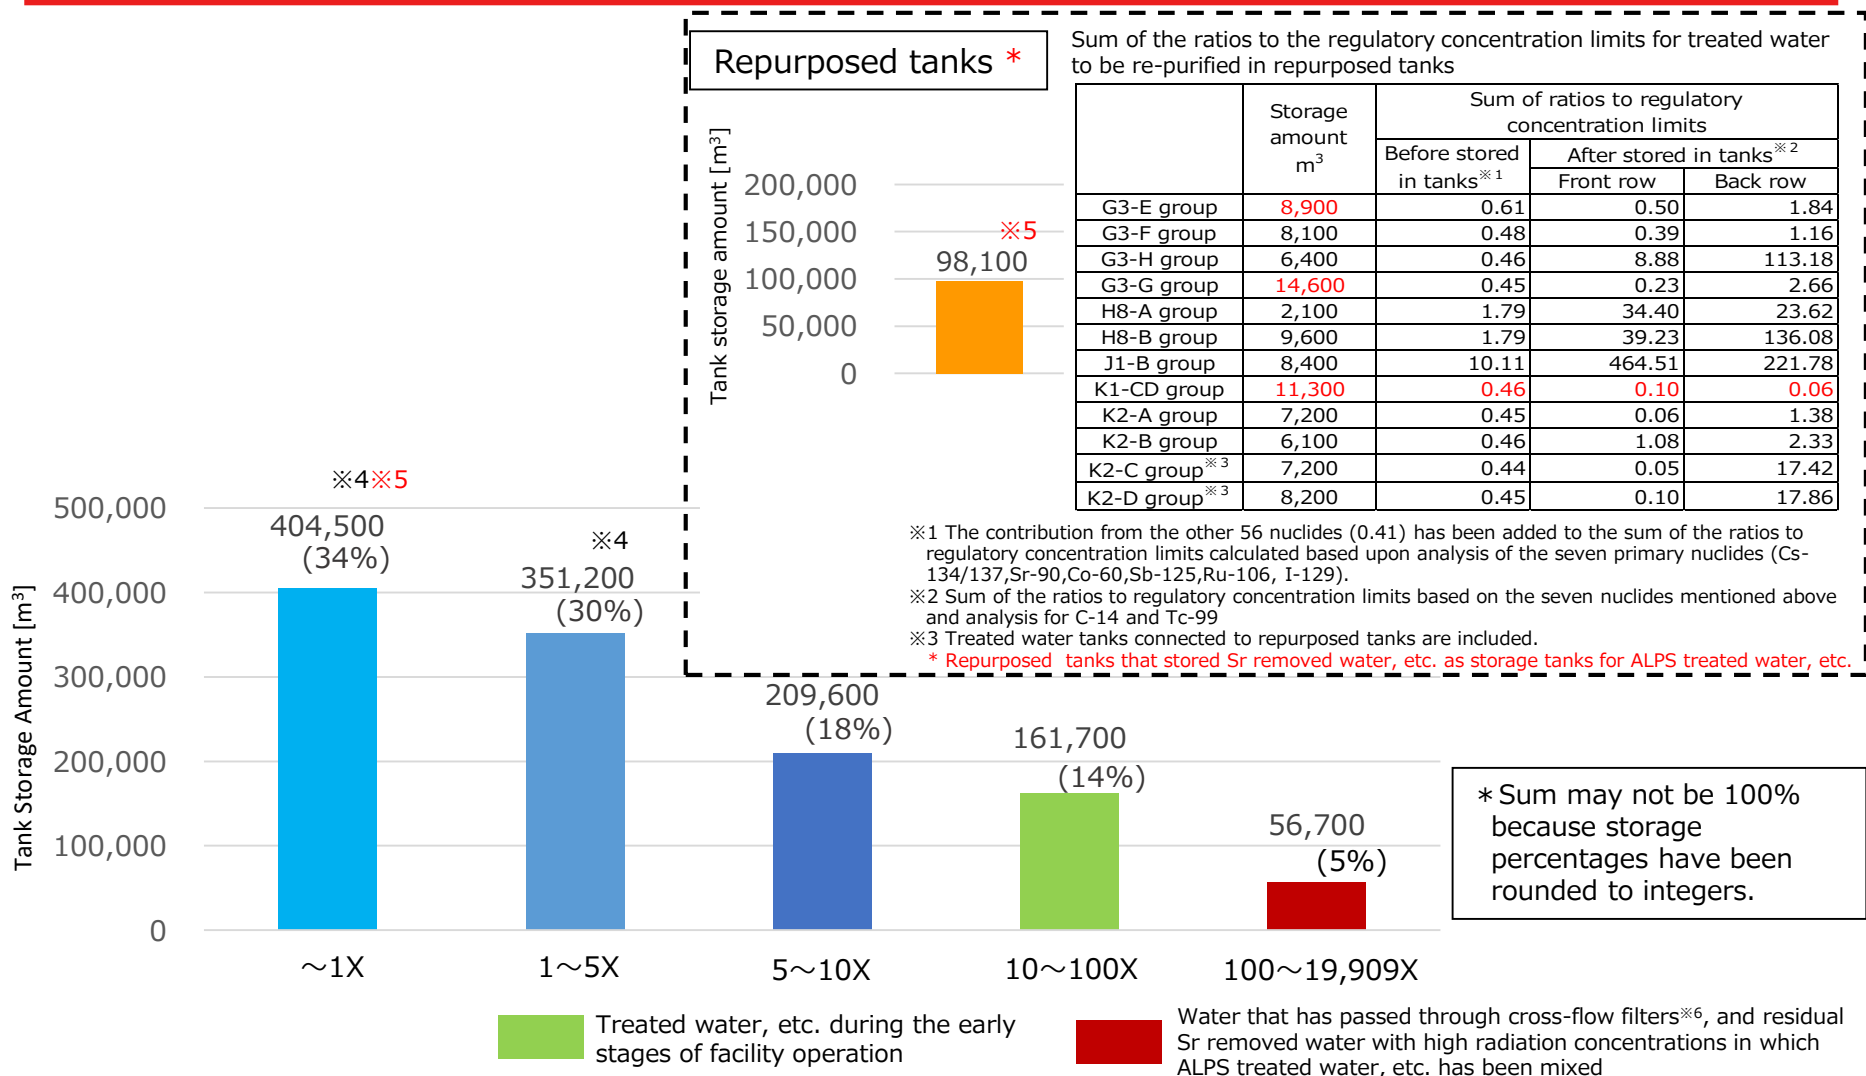 Repurposed tanks *
Sum of the ratios to the regulatory concentration limits for treated water
to be re-purified in repurposed tanks
Tank storage amount [m³]
200,000
150,000
100,000
50,000
0
※5
98,100
Storage amount m³
Sum of ratios to regulatory concentration limits
Before stored in tanks※1
After stored in tanks※2
Front row Back row
G3-E group 8,900 0.61 0.50 1.84
G3-F group 8,100 0.48 0.39 1.16
G3-H group 6,400 0.46 8.88 113.18
G3-G group 14,600 0.45 0.23 2.66
H8-A group 2,100 1.79 34.40 23.62
H8-B group 9,600 1.79 39.23 136.08
J1-B group 8,400 10.11 464.51 221.78
K1-CD group 11,300 0.46 0.10 0.06
K2-A group 7,200 0.45 0.06 1.38
K2-B group 6,100 0.46 1.08 2.33
K2-C group※3 7,200 0.44 0.05 17.42
K2-D group※3 8,200 0.45 0.10 17.86
※1 The contribution from the other 56 nuclides (0.41) has been added to the sum of the ratios to
regulatory concentration limits calculated based upon analysis of the seven primary nuclides (Cs-
134/137,Sr-90,Co-60,Sb-125,Ru-106, I-129).
※2 Sum of the ratios to regulatory concentration limits based on the seven nuclides mentioned above
and analysis for C-14 and Tc-99
※3 Treated water tanks connected to repurposed tanks are included.
* Repurposed tanks that stored Sr removed water, etc. as storage tanks for ALPS treated water, etc.
Tank Storage Amount [m³]
500,000
400,000
300,000
200,000
100,000
0
※4※5
404,500
(34%)
※4
351,200
(30%)
209,600
(18%)
161,700
(14%)
56,700
(5%)
～1X
1～5X
5～10X
10～100X
100～19,909X
*Sum may not be 100%
because storage
percentages have been
rounded to integers.
Treated water, etc. during the early
stages of facility operation
Water that has passed through cross-flow filters※6, and residual
Sr removed water with high radiation concentrations in which
ALPS treated water, etc. has been mixed